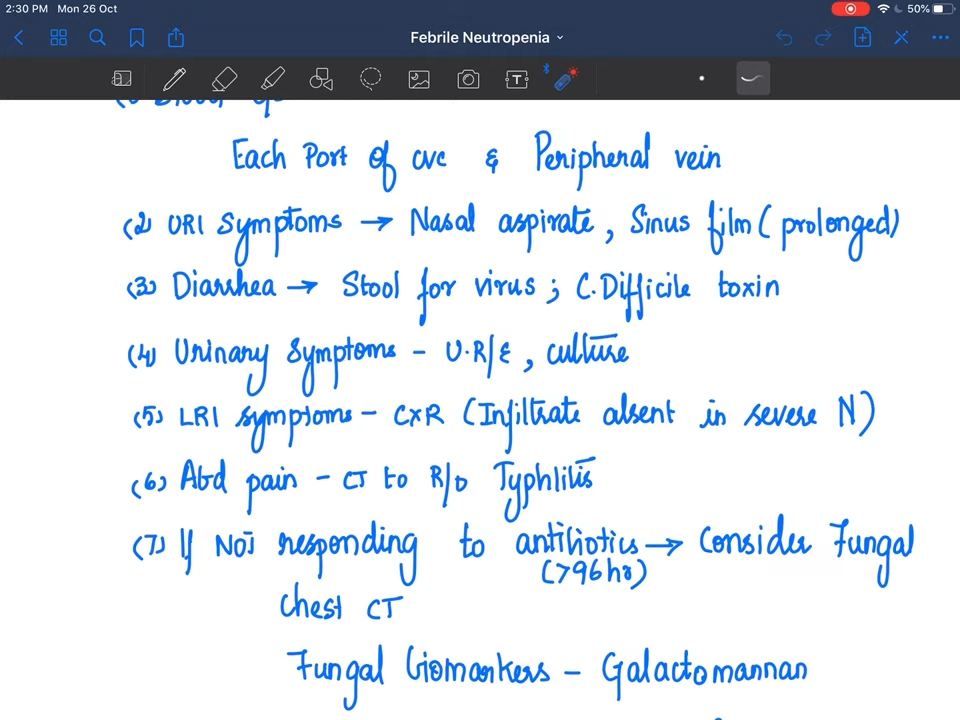 2:30 PM Mon 26 Oct
50%
Febrile Neutropenia
Each Port of CVC & Peripheral vein
(2) URI Symptoms → Nasal aspirate, Sinus film (prolonged)
(3) Diarrhea → Stool for virus; C.Difficile toxin
(4) Urinary Symptoms - U.R/E, culture
(5) LRI symptoms - CXR (Infiltrate absent in severe N)
(6) Abd pain - CT to R/O Typhlitis
(7) If Not responding to antibiotics → Consider Fungal
(>96hr)
Chest CT
Fungal Biomarkers - Galactomannan